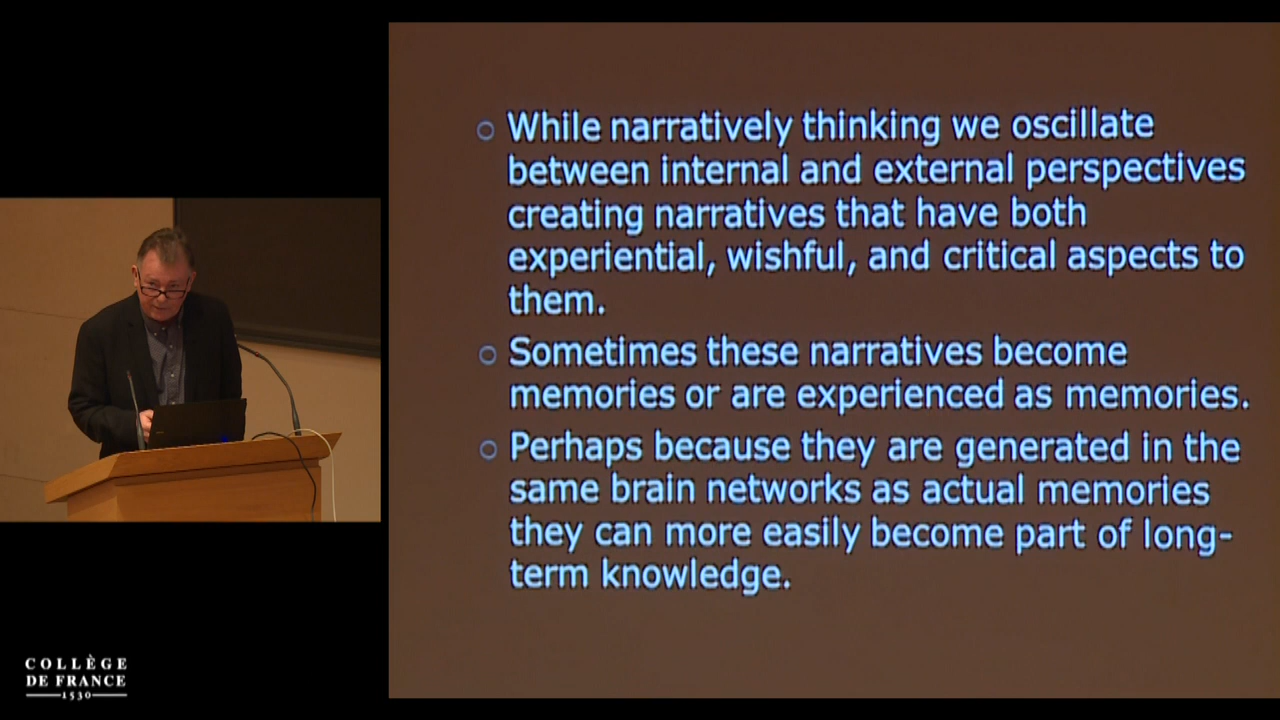 ○ While narratively thinking we oscillate
between internal and external perspectives
creating narratives that have both
experiential, wishful, and critical aspects to
them.
○ Sometimes these narratives become
memories or are experienced as memories.
○ Perhaps because they are generated in the
same brain networks as actual memories
they can more easily become part of long-
term knowledge.
COLLÈGE
DE FRANCE
1530